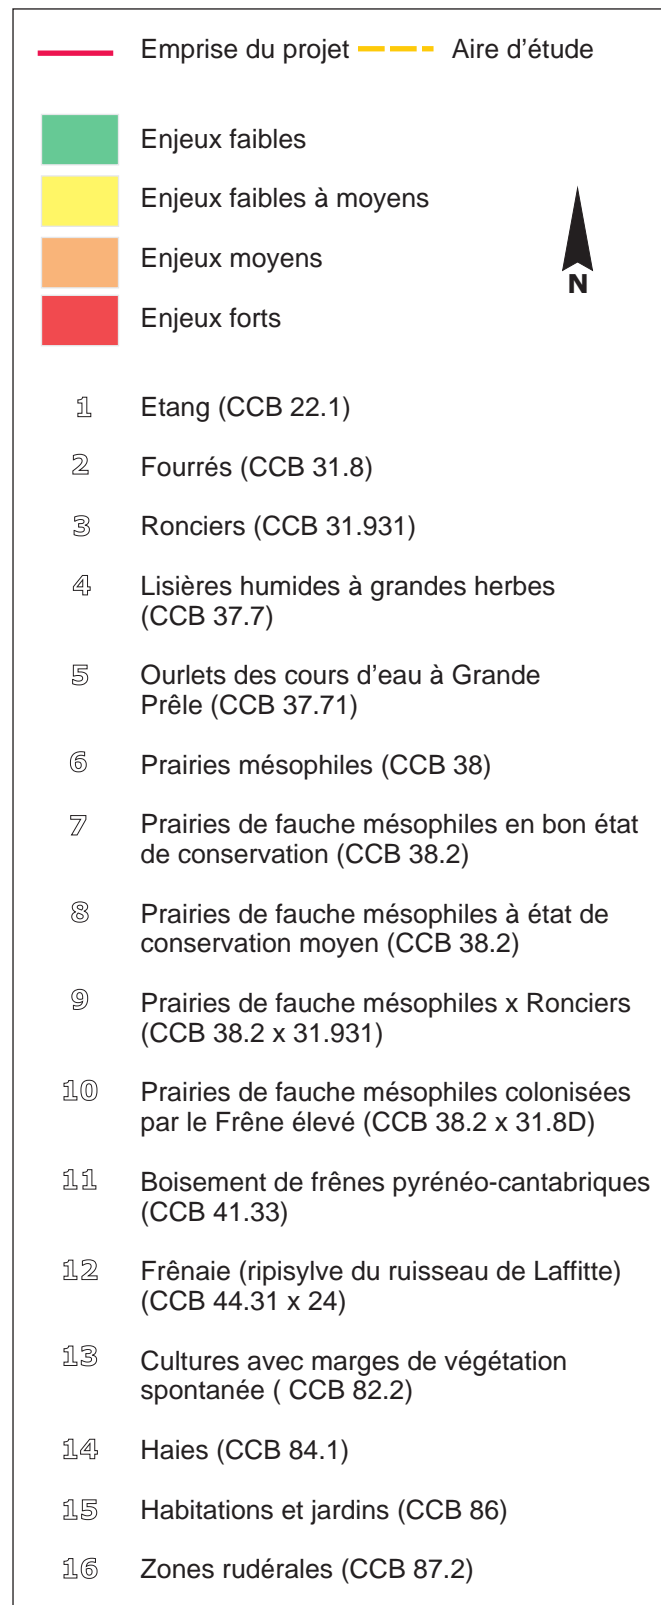 Emprise du projet Aire d'étude
Enjeux faibles
Enjeux faibles à moyens
Enjeux moyens
N
Enjeux forts
1 Etang (CCB 22.1)
2 Fourrés (CCB 31.8)
3 Ronciers (CCB 31.931)
4 Lisières humides à grandes herbes
(CCB 37.7)
5 Ourlets des cours d'eau à Grande
Prêle (CCB 37.71)
6 Prairies mésophiles (CCB 38)
7 Prairies de fauche mésophiles en bon état
de conservation (CCB 38.2)
8 Prairies de fauche mésophiles à état de
conservation moyen (CCB 38.2)
9 Prairies de fauche mésophiles x Ronciers
(CCB 38.2 x 31.931)
10 Prairies de fauche mésophiles colonisées
par le Frêne élevé (CCB 38.2 x 31.8D)
11 Boisement de frênes pyrénéo-cantabriques
(CCB 41.33)
12 Frênaie (ripisylve du ruisseau de Laffitte)
(CCB 44.31 x 24)
13 Cultures avec marges de végétation
spontanée ( CCB 82.2)
14 Haies (CCB 84.1)
15 Habitations et jardins (CCB 86)
16 Zones rudérales (CCB 87.2)